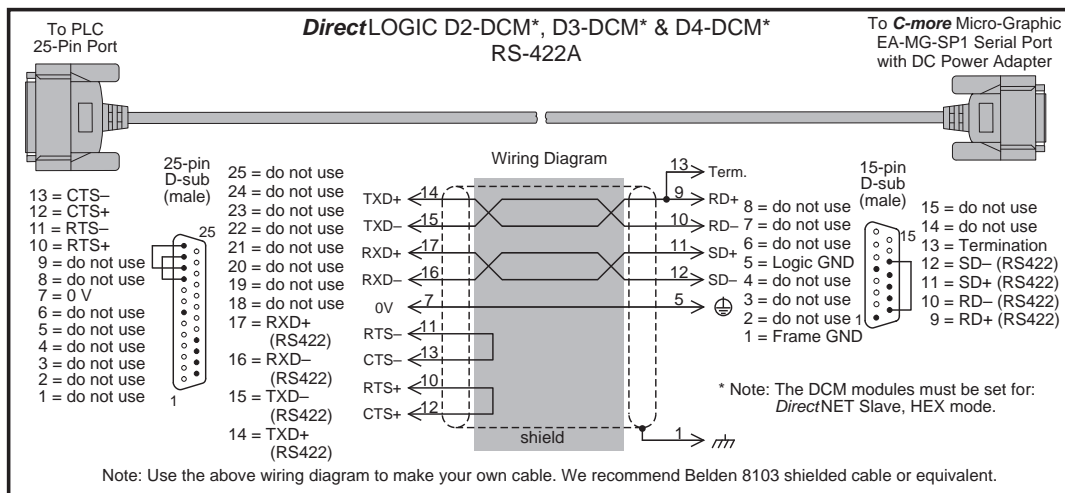 To PLC
25-Pin Port
DirectLOGIC D2-DCM*, D3-DCM* & D4-DCM*
RS-422A
To C-more Micro-Graphic
EA-MG-SP1 Serial Port
with DC Power Adapter
13 = CTS–
12 = CTS+
11 = RTS–
10 = RTS+
9 = do not use
8 = do not use
7 = 0 V
6 = do not use
5 = do not use
4 = do not use
3 = do not use
2 = do not use
1 = do not use
25-pin
D-sub
(male)
25
1
25 = do not use
24 = do not use
23 = do not use
22 = do not use
21 = do not use
20 = do not use
19 = do not use
18 = do not use
17 = RXD+
(RS422)
16 = RXD–
(RS422)
15 = TXD–
(RS422)
14 = TXD+
(RS422)
Wiring Diagram
13 Term.
TXD+ 14 9 RD+
TXD– 15 10 RD–
RXD+ 17 11 SD+
RXD– 16 12 SD–
0V 7 5
RTS– 11
CTS– 13
RTS+ 10
CTS+ 12
shield
1
8 = do not use
7 = do not use
6 = do not use
5 = Logic GND
4 = do not use
3 = do not use
2 = do not use
1 = Frame GND
15-pin
D-sub
(male)
15
1
15 = do not use
14 = do not use
13 = Termination
12 = SD– (RS422)
11 = SD+ (RS422)
10 = RD– (RS422)
9 = RD+ (RS422)
* Note: The DCM modules must be set for:
DirectNET Slave, HEX mode.
Note: Use the above wiring diagram to make your own cable. We recommend Belden 8103 shielded cable or equivalent.